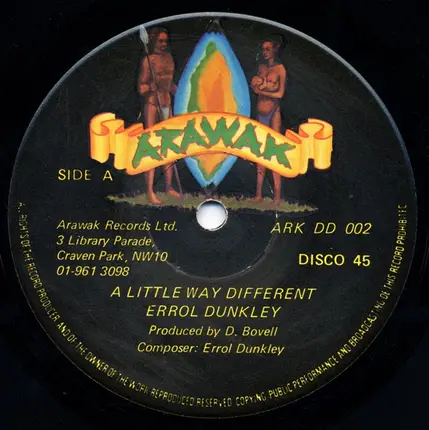 ARAWAK
SIDE A
Arawak Records Ltd.
3 Library Parade,
Craven Park, NW10
01-961 3098
ARK DD 002
DISCO 45
A LITTLE WAY DIFFERENT
ERROL DUNKLEY
Produced by D. Bovell
Composer: Errol Dunkley
ALL RIGHTS OF THE RECORD PRODUCER, AND OF THE OWNER OF THE WORK REPRODUCED RESERVED. COPYING, PUBLIC PERFORMANCE AND BROADCASTING OF THIS RECORD PROHIBITED